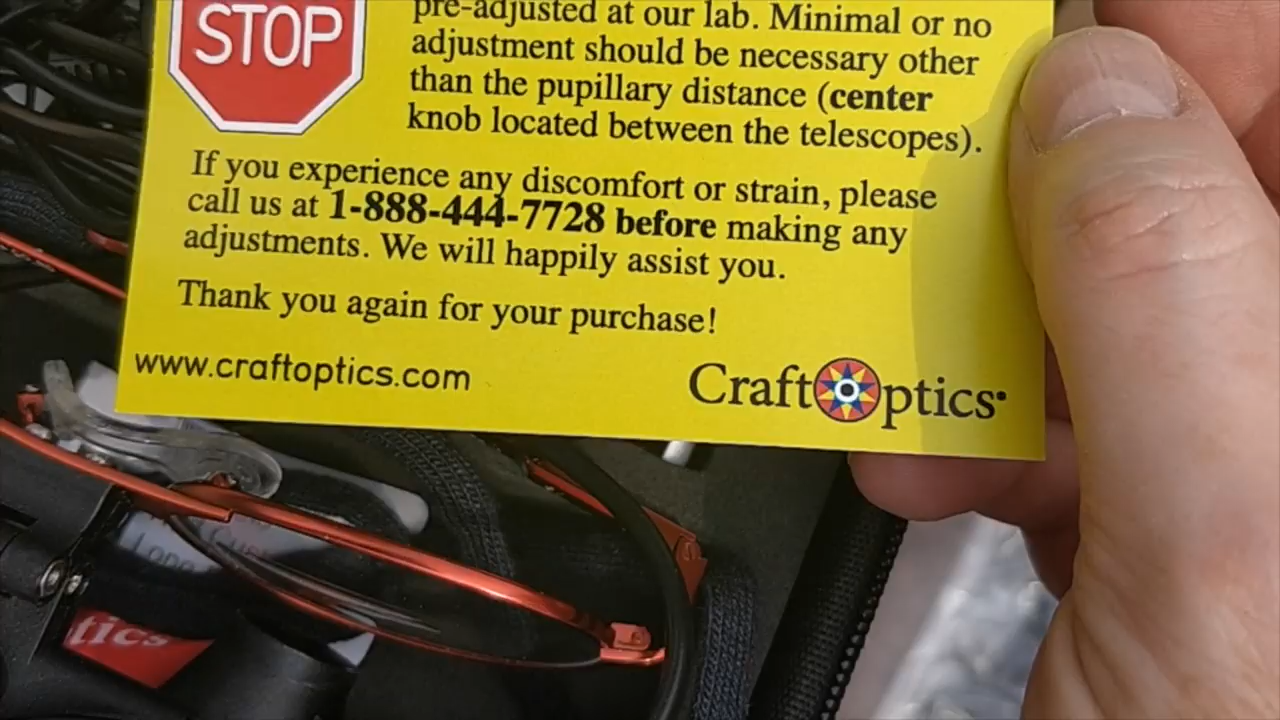 STOP
pre-adjusted at our lab. Minimal or no
adjustment should be necessary other
than the pupillary distance (center
knob located between the telescopes).
If you experience any discomfort or strain, please
call us at 1-888-444-7728 before making any
adjustments. We will happily assist you.
Thank you again for your purchase!
www.craftoptics.com
CraftOptics®
tics